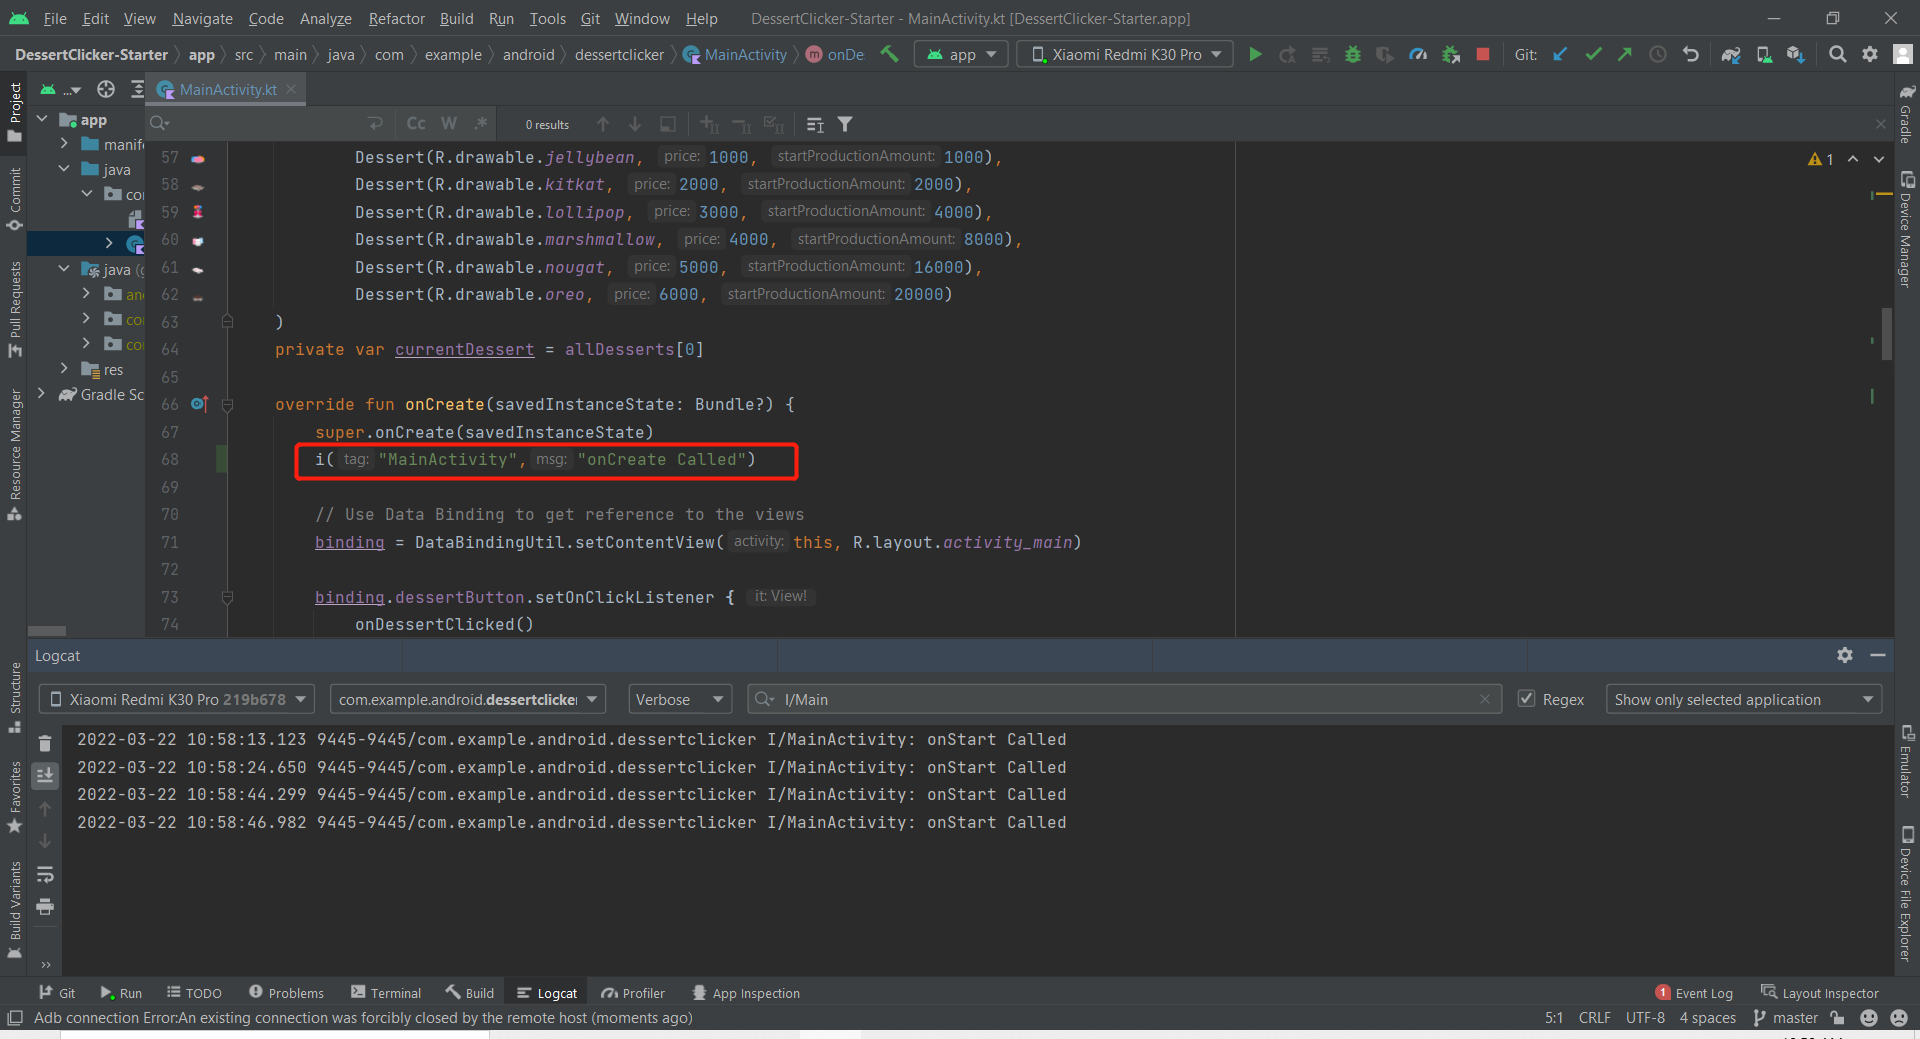 File Edit View Navigate Code Analyze Refactor Build Run Tools Git Window Help DessertClicker-Starter - MainActivity.kt [DessertClicker-Starter.app]
DessertClicker-Starter app src main java com example android dessertclicker MainActivity onDe app Xiaomi Redmi K30 Pro Git:
... MainActivity.kt
Cc W .* 0 results
Project
Commit
Pull Requests
Resource Manager
Structure
Favorites
Build Variants
app
manife
java
co
java (g
an
co
co
res
Gradle Sc
57 Dessert(R.drawable.jellybean, price: 1000, startProductionAmount: 1000),
58 Dessert(R.drawable.kitkat, price: 2000, startProductionAmount: 2000),
59 Dessert(R.drawable.lollipop, price: 3000, startProductionAmount: 4000),
60 Dessert(R.drawable.marshmallow, price: 4000, startProductionAmount: 8000),
61 Dessert(R.drawable.nougat, price: 5000, startProductionAmount: 16000),
62 Dessert(R.drawable.oreo, price: 6000, startProductionAmount: 20000)
63 )
64 private var currentDessert = allDesserts[0]
65
66 override fun onCreate(savedInstanceState: Bundle?) {
67 super.onCreate(savedInstanceState)
68 i( tag: "MainActivity", msg: "onCreate Called")
69
70 // Use Data Binding to get reference to the views
71 binding = DataBindingUtil.setContentView( activity: this, R.layout.activity_main)
72
73 binding.dessertButton.setOnClickListener { it: View!
74 onDessertClicked()
1
Gradle
Device Manager
Emulator
Device File Explorer
Logcat
Xiaomi Redmi K30 Pro 219b678 com.example.android.dessertclicke Verbose I/Main Regex Show only selected application
2022-03-22 10:58:13.123 9445-9445/com.example.android.dessertclicker I/MainActivity: onStart Called
2022-03-22 10:58:24.650 9445-9445/com.example.android.dessertclicker I/MainActivity: onStart Called
2022-03-22 10:58:44.299 9445-9445/com.example.android.dessertclicker I/MainActivity: onStart Called
2022-03-22 10:58:46.982 9445-9445/com.example.android.dessertclicker I/MainActivity: onStart Called
Git Run TODO Problems Terminal Build Logcat Profiler App Inspection 1 Event Log Layout Inspector
Adb connection Error:An existing connection was forcibly closed by the remote host (moments ago) 5:1 CRLF UTF-8 4 spaces master